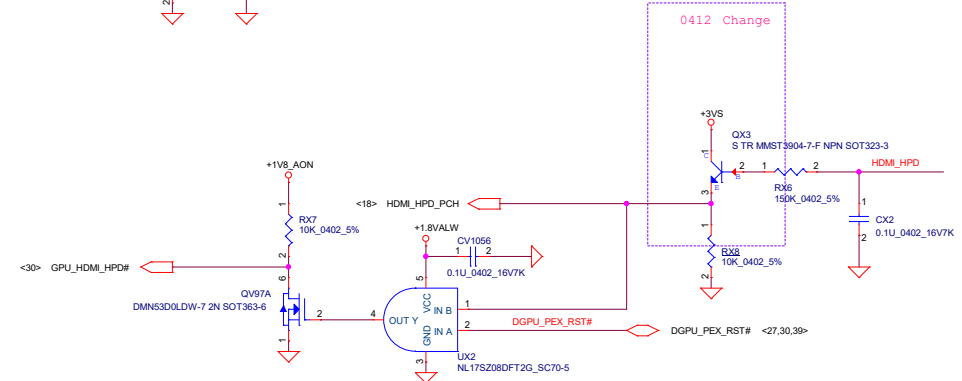 2
0412 Change
+3VS
QX3
S TR MMST3904-7-F NPN SOT323-3
1
C
2
B
E
3
1
2
HDMI_HPD
RX6
150K_0402_5%
1
CX2
0.1U_0402_16V7K
2
+1V8_AON
1
RX7
10K_0402_5%
2
<18> HDMI_HPD_PCH
+1.8VALW
CV1056
1
2
0.1U_0402_16V7K
1
RX8
10K_0402_5%
2
<30> GPU_HDMI_HPD#
6
QV97A
DMN53D0LDW-7 2N SOT363-6
2
1
5
VCC
IN B
1
4
OUT Y
GND
IN A
2
DGPU_PEX_RST#
DGPU_PEX_RST# <27,30,39>
3
UX2
NL17SZ08DFT2G_SC70-5